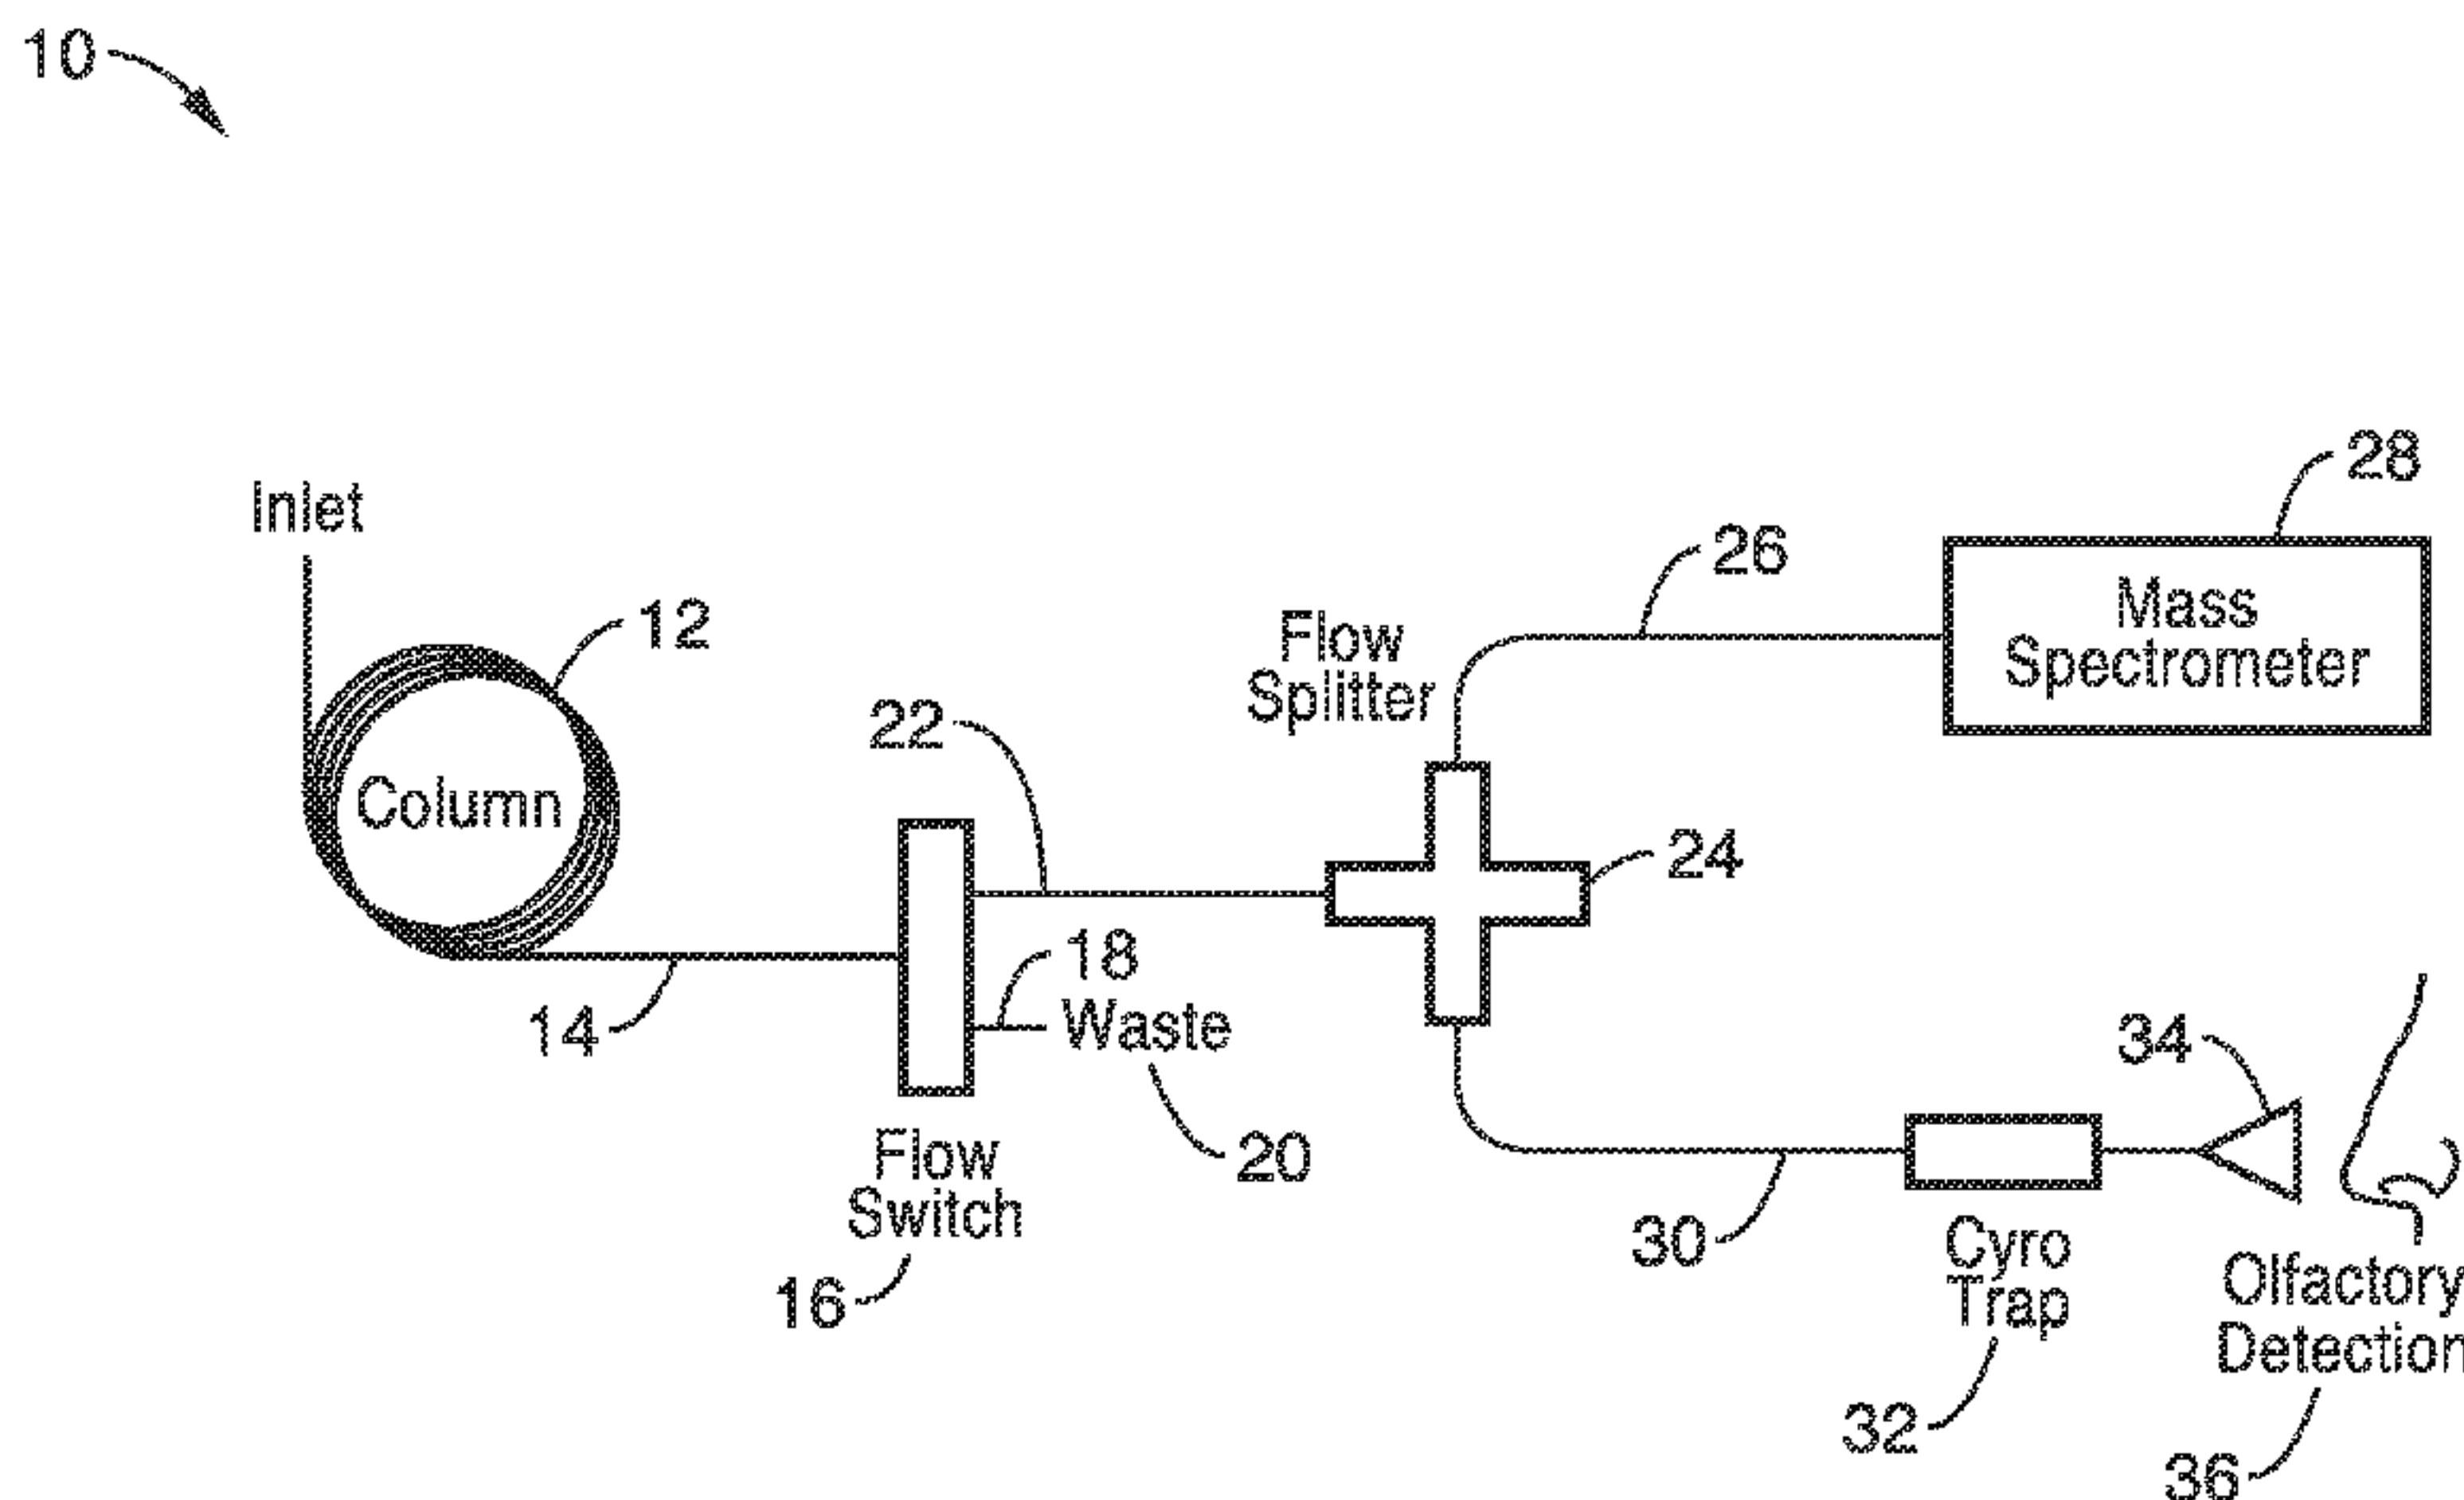 10
28
Inlet
26
Mass
Spectrometer
12
Flow
Splitter
22
Column
24
18
14
Waste
34
Flow
Switch
20
30
Cyro
Trap
Olfactory
Detection
16
32
36